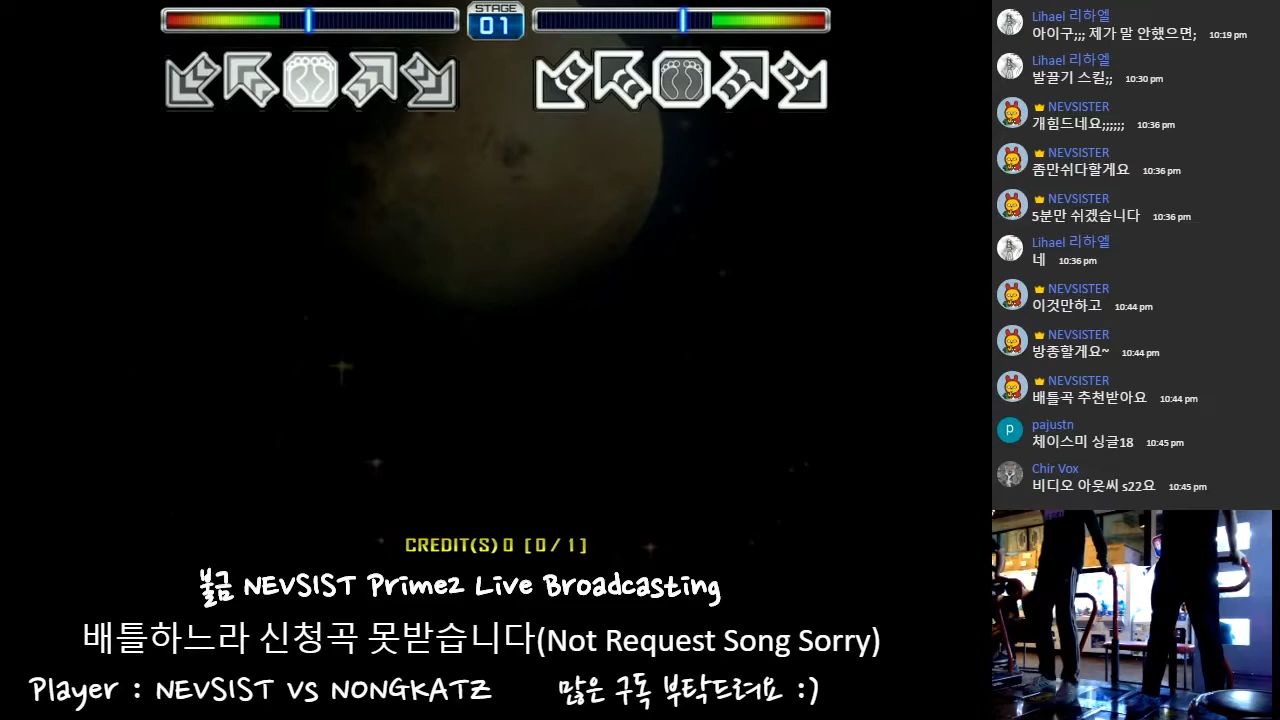 STAGE
01
CREDIT(S) 0 [ 0 / 1 ]
불금 NEVSIST Prime2 Live Broadcasting
배틀하느라 신청곡 못받습니다(Not Request Song Sorry)
Player : NEVSIST VS NONGKATZ 많은 구독 부탁드려요 :)
Lihael 리하엘
아이구;;; 제가 말 안했으면; 10:19 pm
Lihael 리하엘
발끌기 스킬;; 10:30 pm
NEVSISTER
개힘드네요;;;;;; 10:36 pm
NEVSISTER
좀만쉬다할게요 10:36 pm
NEVSISTER
5분만 쉬겠습니다 10:36 pm
Lihael 리하엘
네 10:36 pm
NEVSISTER
이것만하고 10:44 pm
NEVSISTER
방종할게요~ 10:44 pm
NEVSISTER
배틀곡 추천받아요 10:44 pm
p
pajustn
체이스미 싱글18 10:45 pm
Chir Vox
비디오 아웃씨 s22요 10:45 pm